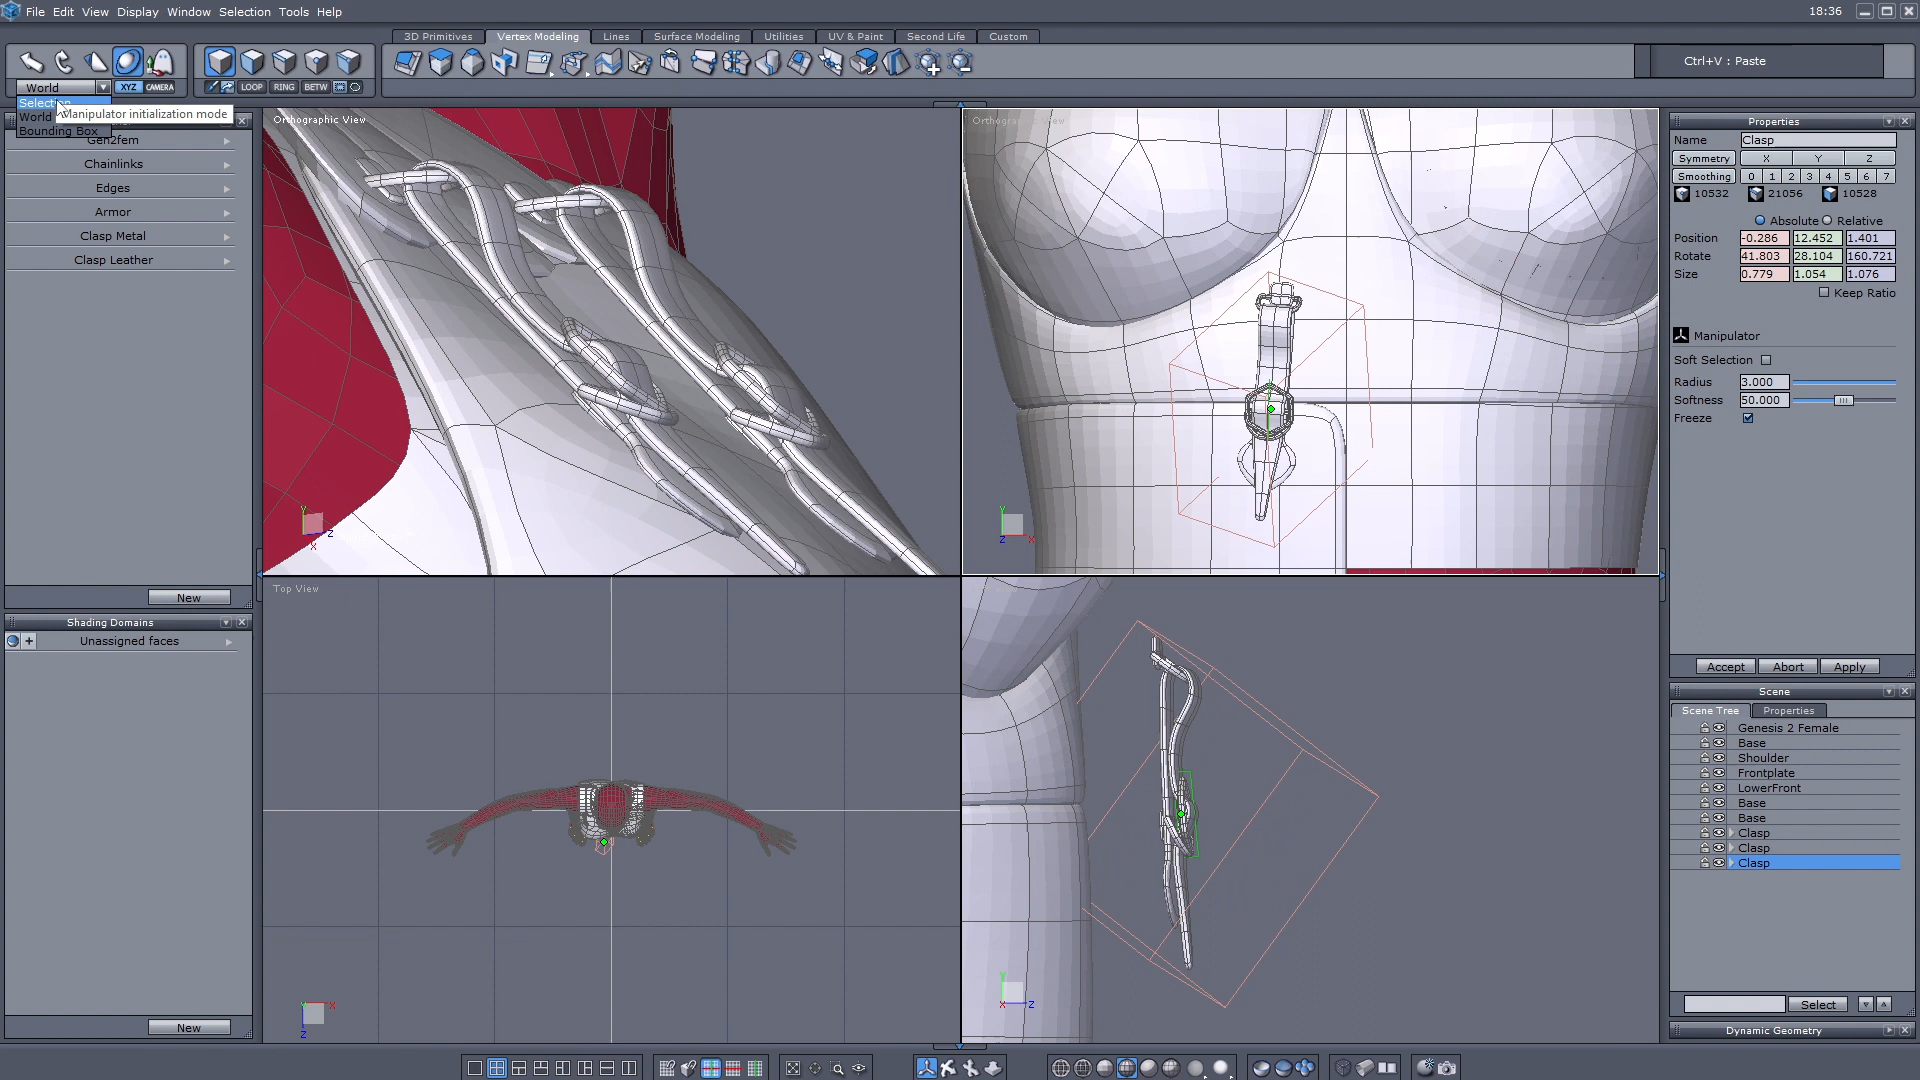 File Edit View Display Window Selection Tools Help
18:36
3D Primitives Vertex Modeling Lines Surface Modeling Utilities UV & Paint Second Life Custom
Ctrl+V : Paste
World XYZ CAMERA LOOP RING BETW
Selection
World
Bounding Box
Manipulator initialization mode
Gen2fem
Chainlinks
Edges
Armor
Clasp Metal
Clasp Leather
New
Shading Domains
Unassigned faces
New
Orthographic View
Orthographic View
Top View
Properties
Name Clasp
Symmetry X Y Z
Smoothing 0 1 2 3 4 5 6 7
10532 21056 10528
Absolute Relative
Position -0.286 12.452 1.401
Rotate 41.803 28.104 160.721
Size 0.779 1.054 1.076
Keep Ratio
Manipulator
Soft Selection
Radius 3.000
Softness 50.000
Freeze
Accept Abort Apply
Scene
Scene Tree Properties
Genesis 2 Female
Base
Shoulder
Frontplate
LowerFront
Base
Base
Clasp
Clasp
Clasp
Select
Dynamic Geometry